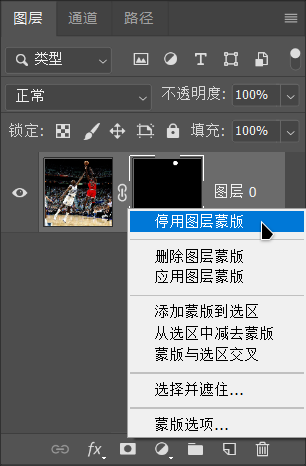 图层 通道 路径
类型
正常 不透明度: 100%
锁定: 填充: 100%
图层 0
停用图层蒙版
删除图层蒙版
应用图层蒙版
添加蒙版到选区
从选区中减去蒙版
蒙版与选区交叉
选择并遮住...
蒙版选项...
fx